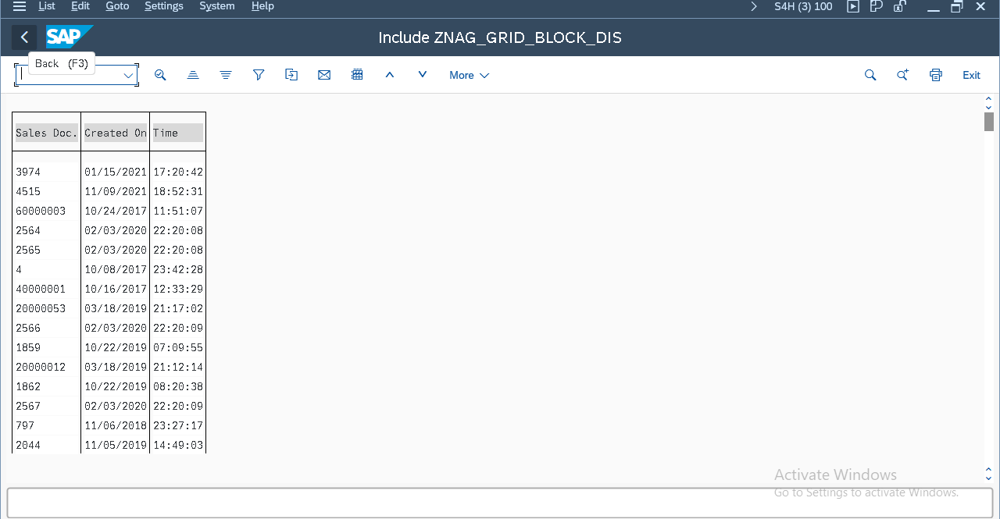 List Edit Goto Settings System Help S4H (3) 100
SAP Include ZNAG_GRID_BLOCK_DIS
Back (F3)
More Exit
Sales Doc. Created On Time
3974 01/15/2021 17:20:42
4515 11/09/2021 18:52:31
60000003 10/24/2017 11:51:07
2564 02/03/2020 22:20:08
2565 02/03/2020 22:20:08
4 10/08/2017 23:42:28
40000001 10/16/2017 12:33:29
20000053 03/18/2019 21:17:02
2566 02/03/2020 22:20:09
1859 10/22/2019 07:09:55
20000012 03/18/2019 21:12:14
1862 10/22/2019 08:20:38
2567 02/03/2020 22:20:09
797 11/06/2018 23:27:17
2044 11/05/2019 14:49:03
Activate Windows
Go to Settings to activate Windows.